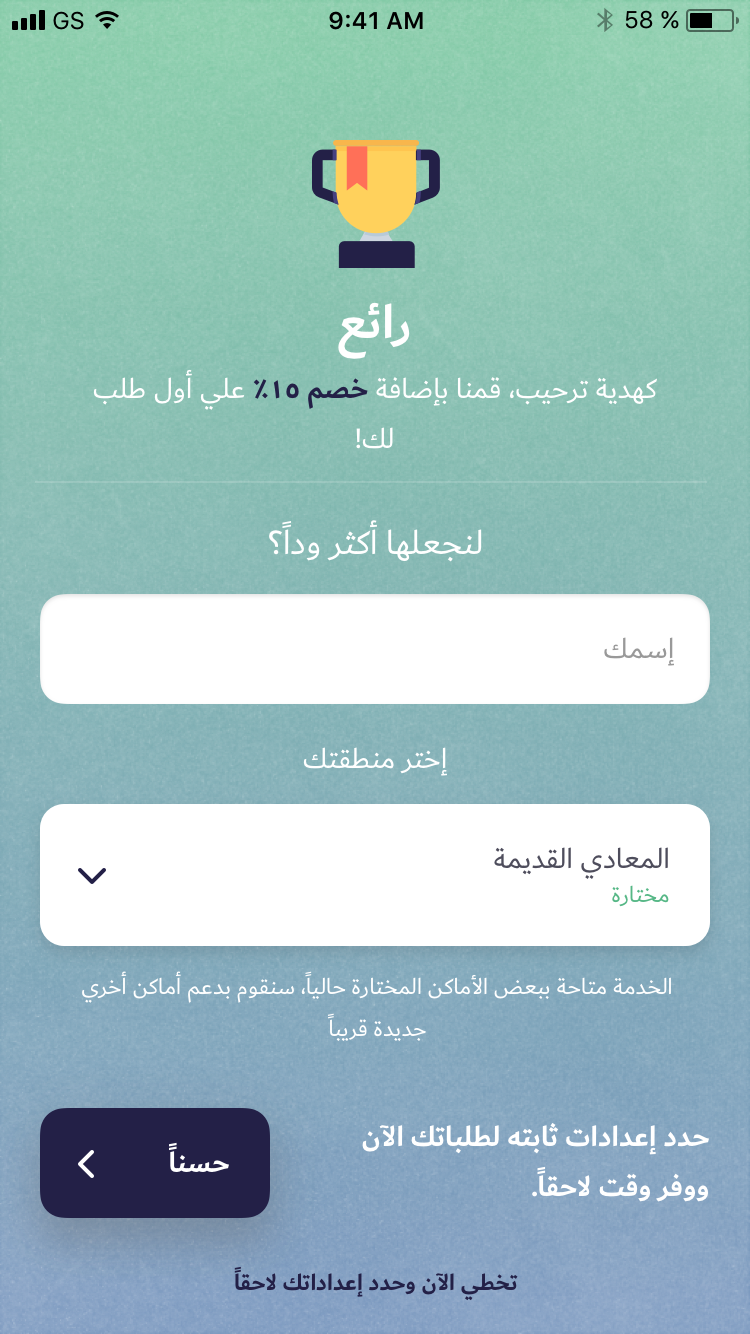 GS 9:41 AM 58 %
رائع
كهدية ترحيب، قمنا بإضافة خصم ١٥٪ علي أول طلب
لك!
لنجعلها أكثر وداً؟
إسمك
إختر منطقتك
المعادي القديمة
مختارة
الخدمة متاحة ببعض الأماكن المختارة حالياً، سنقوم بدعم أماكن أخري
جديدة قريباً
حدد إعدادات ثابته لطلباتك الآن
ووفر وقت لاحقاً.
حسناً
تخطي الآن وحدد إعداداتك لاحقاً